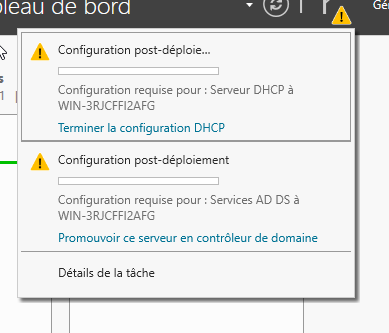 leau de bord
Gér
Configuration post-déploie...
Configuration requise pour : Serveur DHCP à
WIN-3RJCFFI2AFG
Terminer la configuration DHCP
Configuration post-déploiement
Configuration requise pour : Services AD DS à
WIN-3RJCFFI2AFG
Promouvoir ce serveur en contrôleur de domaine
Détails de la tâche